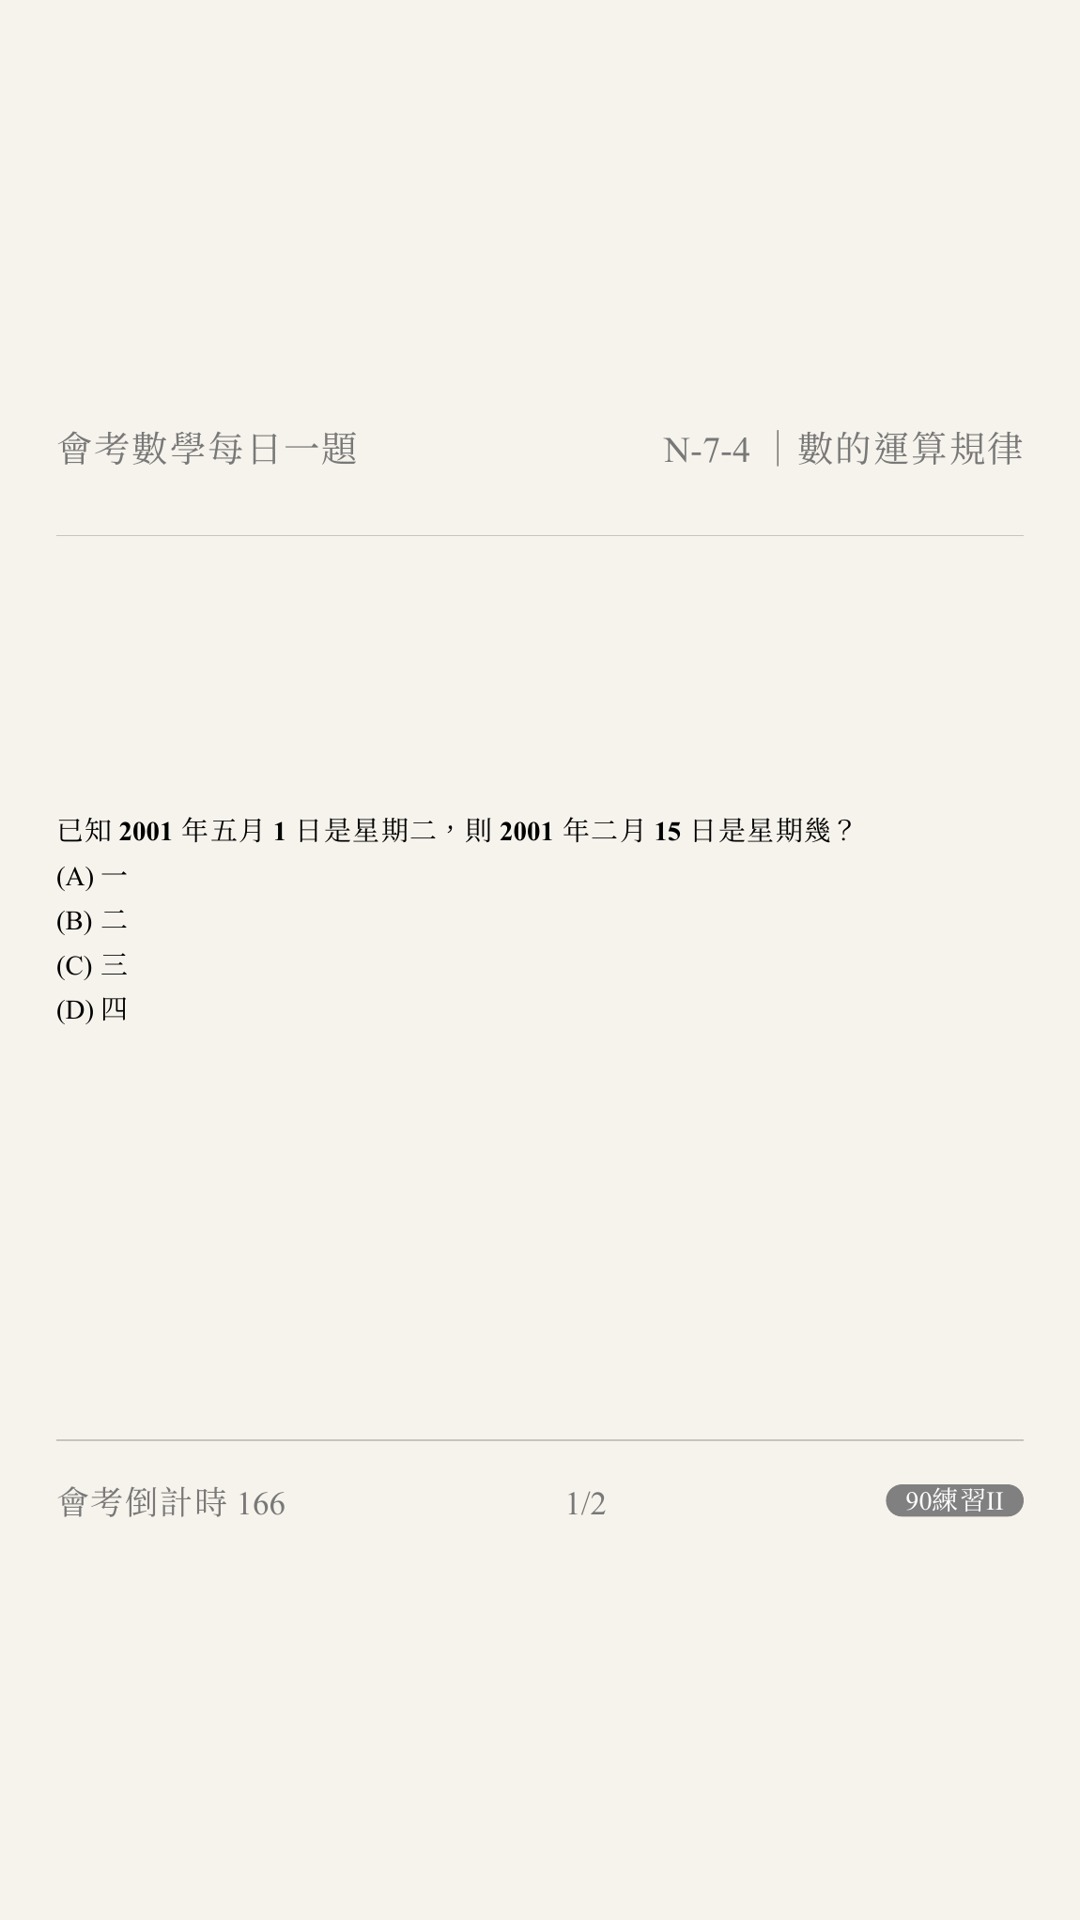 會考數學每日一題
N-7-4 ｜數的運算規律
已知 2001 年五月 1 日是星期二，則 2001 年二月 15 日是星期幾？
(A) 一
(B) 二
(C) 三
(D) 四
會考倒計時 166
1/2
90練習II